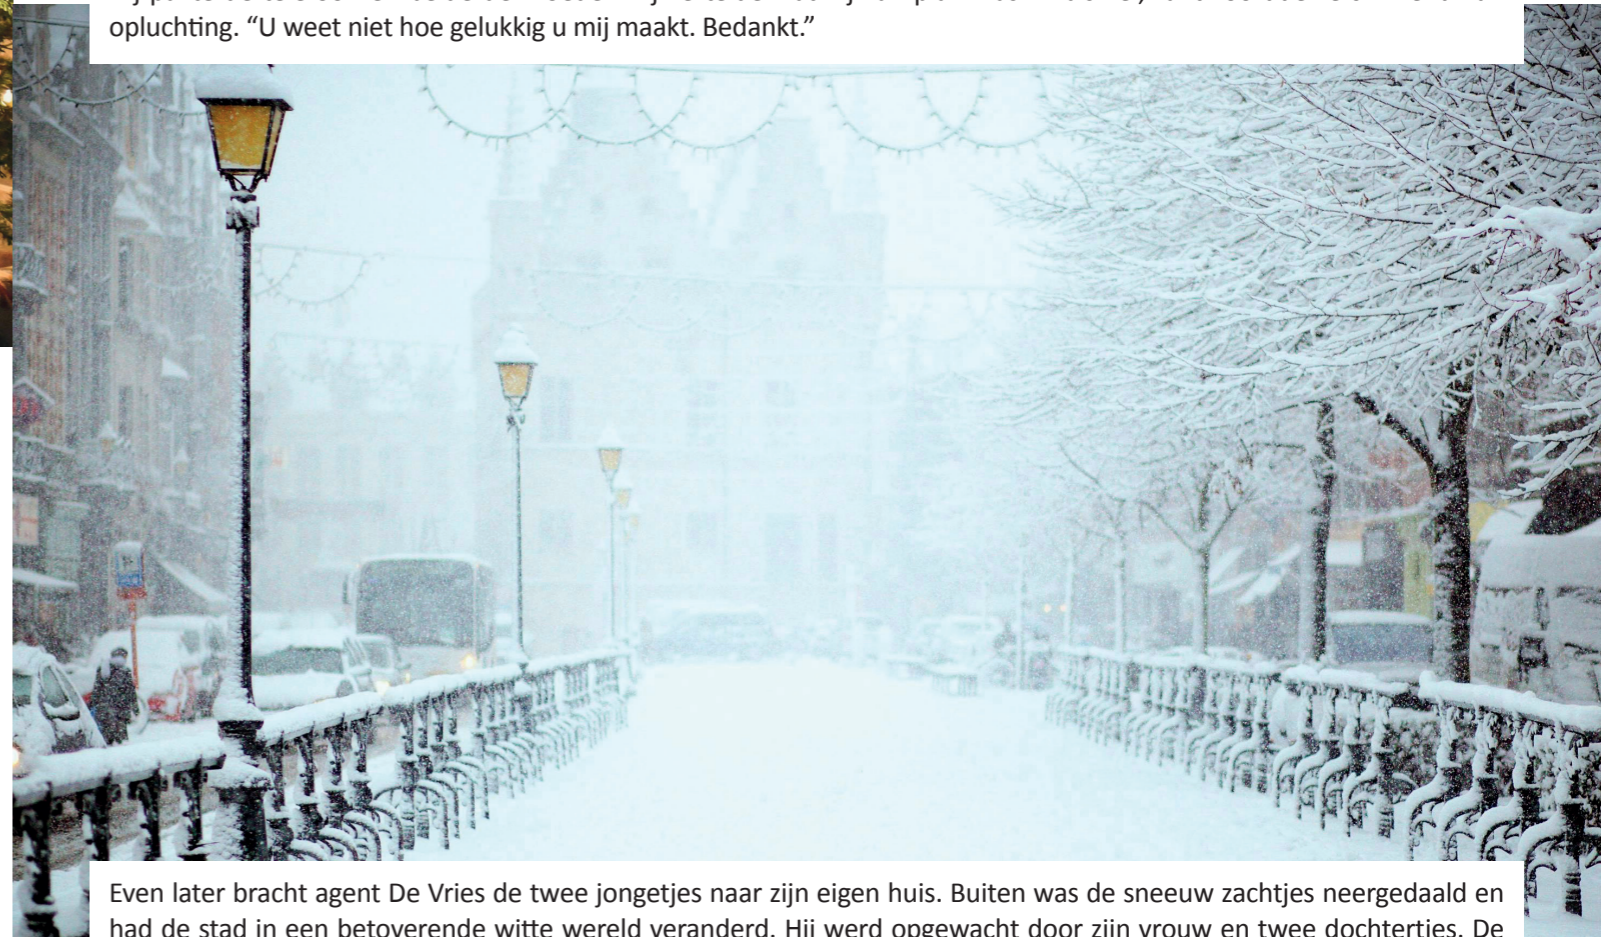 opluchting. “U weet niet hoe gelukkig u mij maakt. Bedankt.”
Even later bracht agent De Vries de twee jongetjes naar zijn eigen huis. Buiten was de sneeuw zachtjes neergedaald en
had de stad in een betoverende witte wereld veranderd. Hij werd opgewacht door zijn vrouw en twee dochtertjes. De